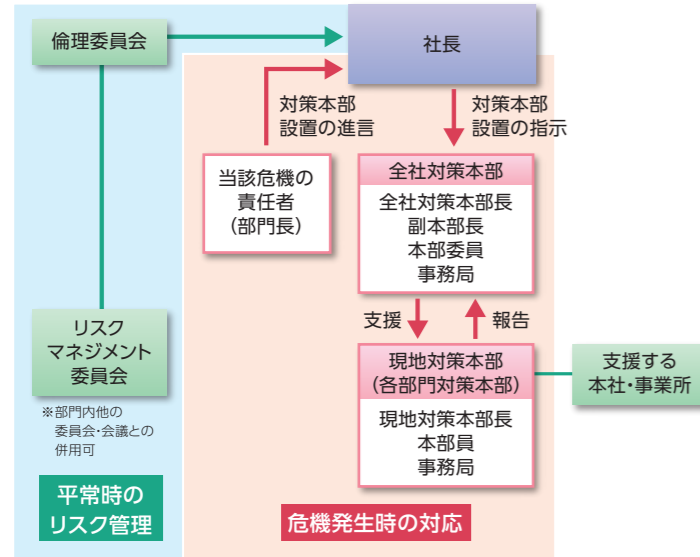 倫理委員会
社長
対策本部
設置の進言
対策本部
設置の指示
当該危機の
責任者
（部門長）
全社対策本部
全社対策本部長
副本部長
本部委員
事務局
支援
報告
リスク
マネジメント
委員会
※部門内他の
委員会・会議との
併用可
現地対策本部
（各部門対策本部）
現地対策本部長
本部員
事務局
支援する
本社・事業所
平常時の
リスク管理
危機発生時の対応